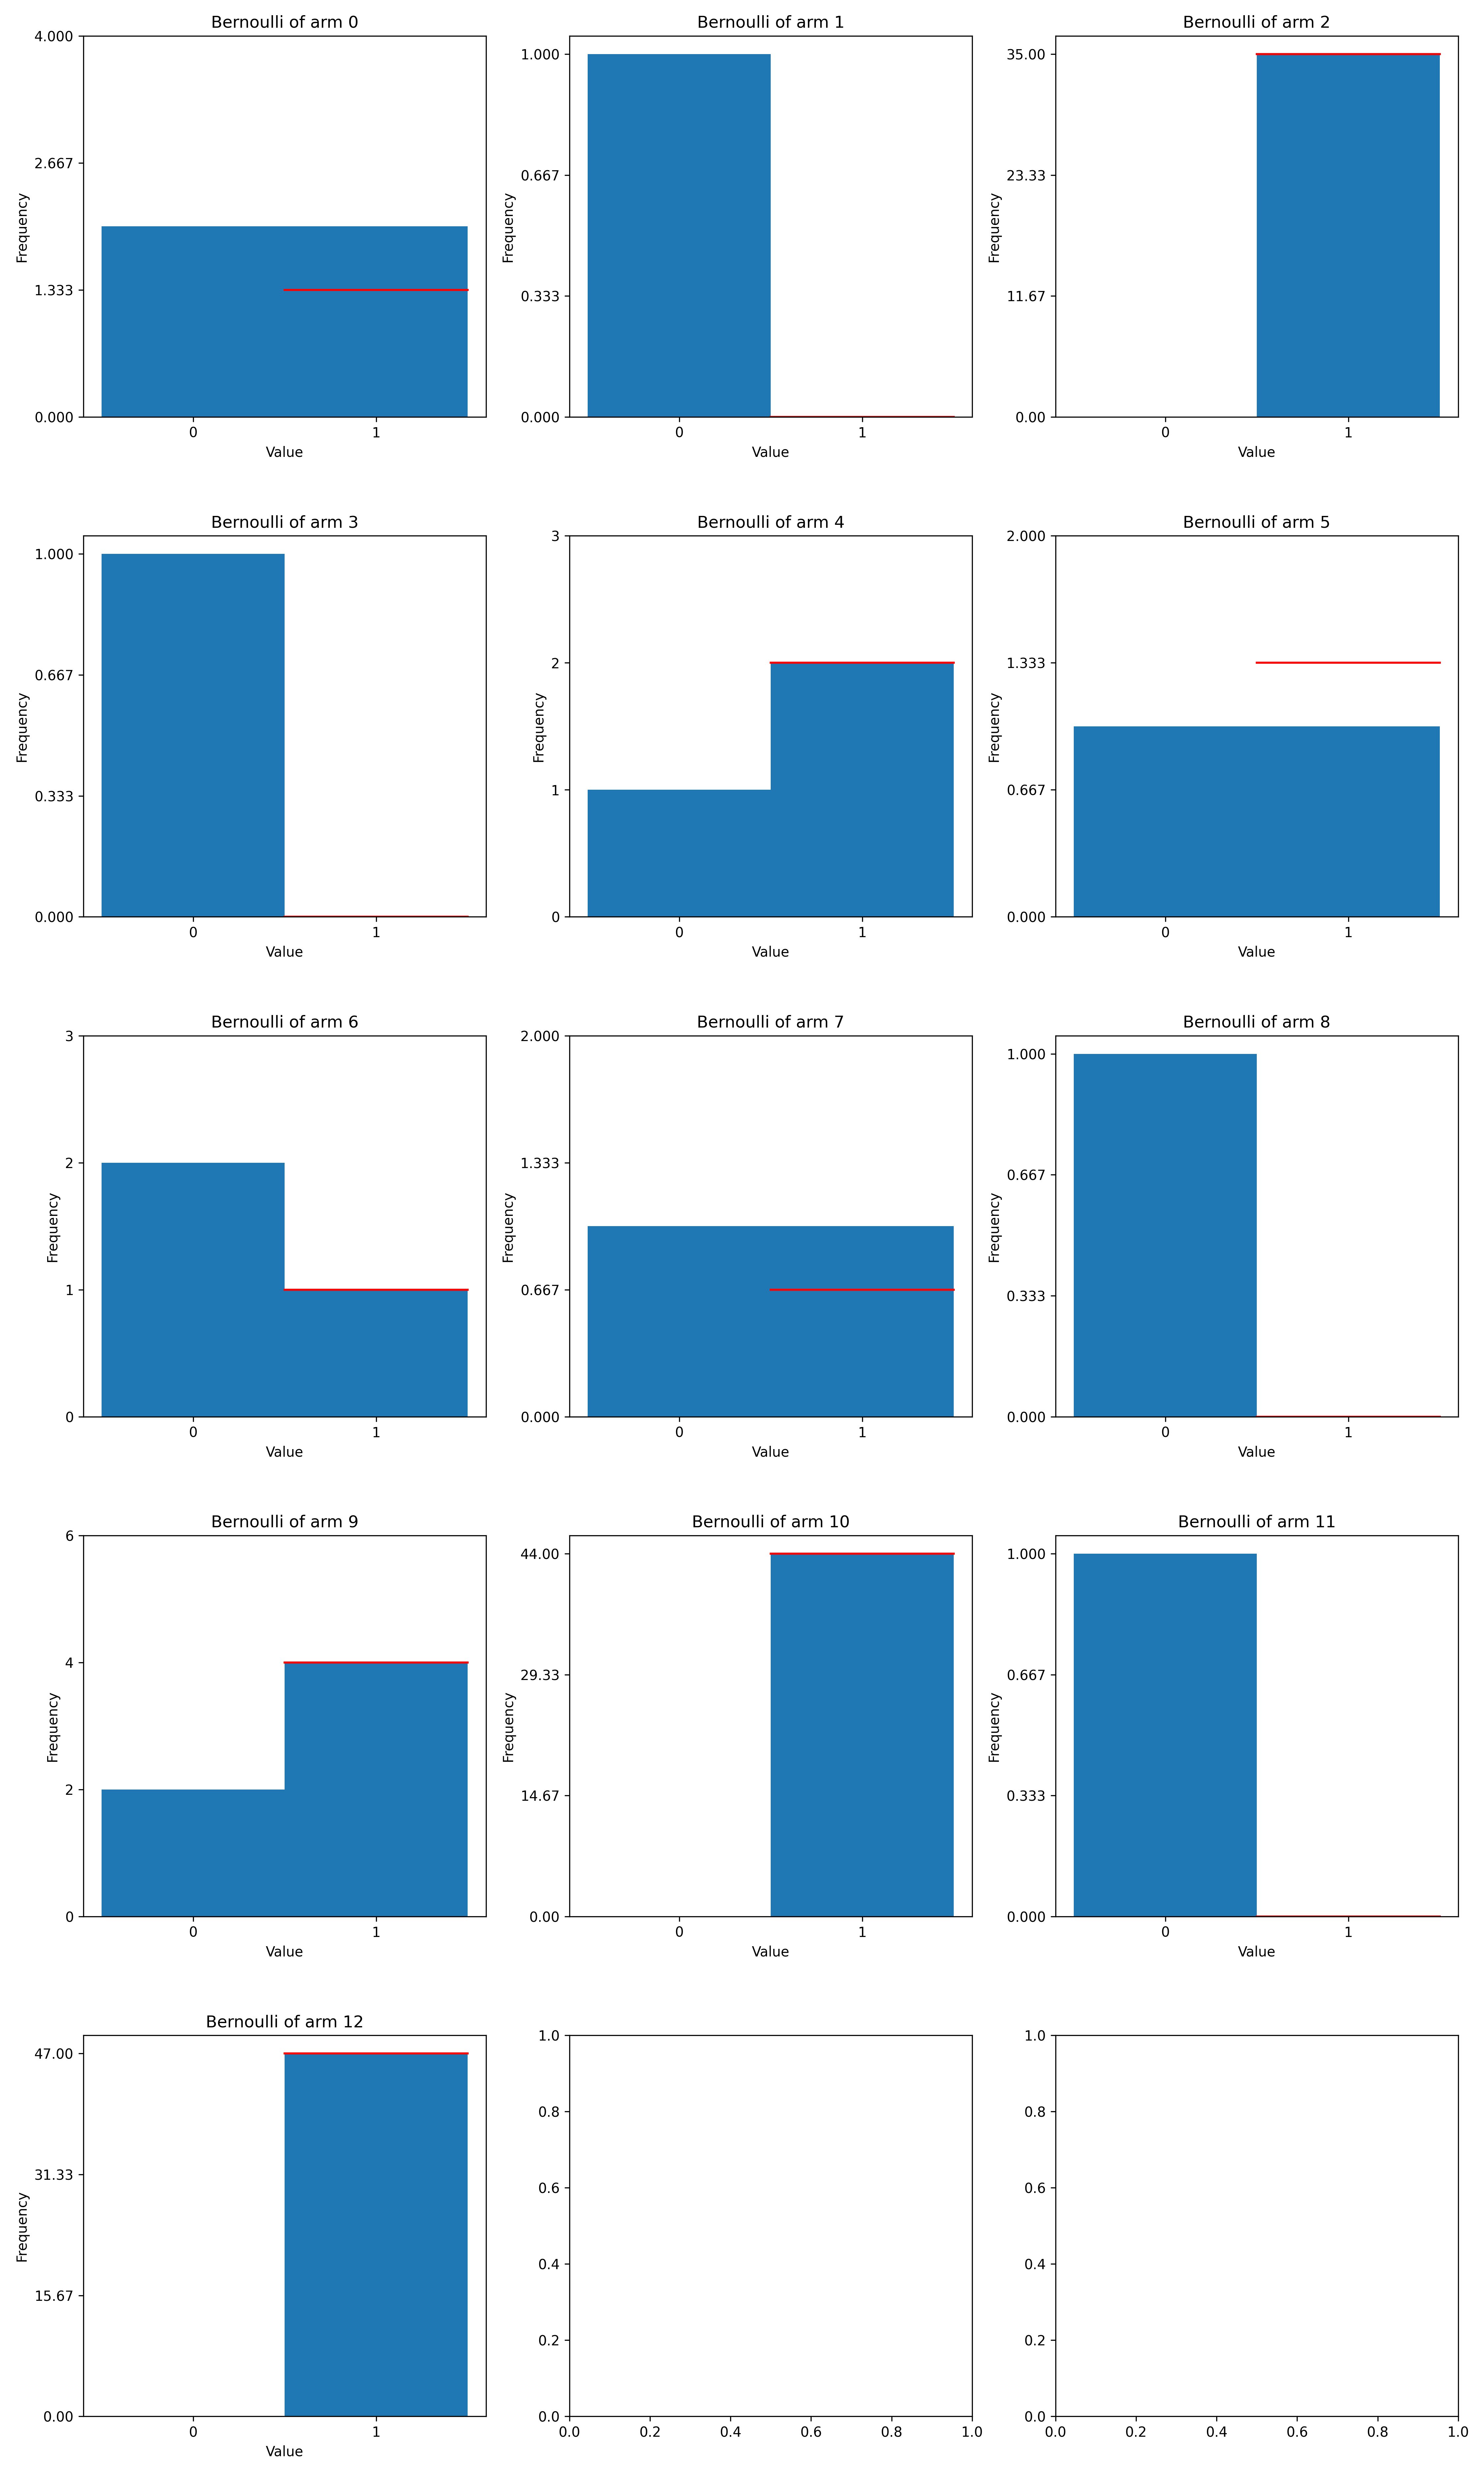 Bernoulli of arm 0
4.000
2.667
1.333
0.000
Frequency
0 1
Value
Bernoulli of arm 1
1.000
0.667
0.333
0.000
Frequency
0 1
Value
Bernoulli of arm 2
35.00
23.33
11.67
0.00
Frequency
0 1
Value
Bernoulli of arm 3
1.000
0.667
0.333
0.000
Frequency
0 1
Value
Bernoulli of arm 4
3
2
1
0
Frequency
0 1
Value
Bernoulli of arm 5
2.000
1.333
0.667
0.000
Frequency
0 1
Value
Bernoulli of arm 6
3
2
1
0
Frequency
0 1
Value
Bernoulli of arm 7
2.000
1.333
0.667
0.000
Frequency
0 1
Value
Bernoulli of arm 8
1.000
0.667
0.333
0.000
Frequency
0 1
Value
Bernoulli of arm 9
6
4
2
0
Frequency
0 1
Value
Bernoulli of arm 10
44.00
29.33
14.67
0.00
Frequency
0 1
Value
Bernoulli of arm 11
1.000
0.667
0.333
0.000
Frequency
0 1
Value
Bernoulli of arm 12
47.00
31.33
15.67
0.00
Frequency
0 1
Value
1.0
0.8
0.6
0.4
0.2
0.0
0.0 0.2 0.4 0.6 0.8 1.0
1.0
0.8
0.6
0.4
0.2
0.0
0.0 0.2 0.4 0.6 0.8 1.0